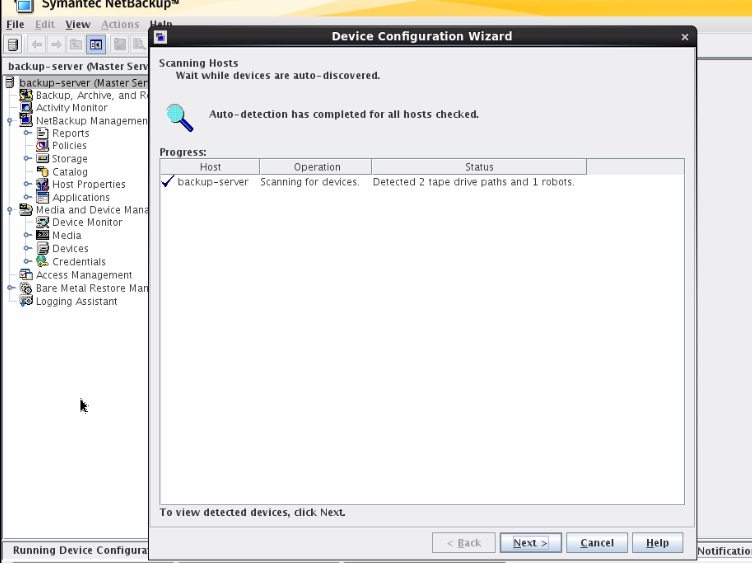 Symantec NetBackup™
File Edit View Actions Help
backup-server (Master Serv
backup-server (Master Ser
Backup, Archive, and R
Activity Monitor
NetBackup Managemen
Reports
Policies
Storage
Catalog
Host Properties
Applications
Media and Device Mana
Device Monitor
Media
Devices
Credentials
Access Management
Bare Metal Restore Man
Logging Assistant
Running Device Configura
Device Configuration Wizard
Scanning Hosts
Wait while devices are auto-discovered.
Auto-detection has completed for all hosts checked.
Progress:
Host Operation Status
backup-server Scanning for devices. Detected 2 tape drive paths and 1 robots.
To view detected devices, click Next.
< Back Next > Cancel Help
Notificatio